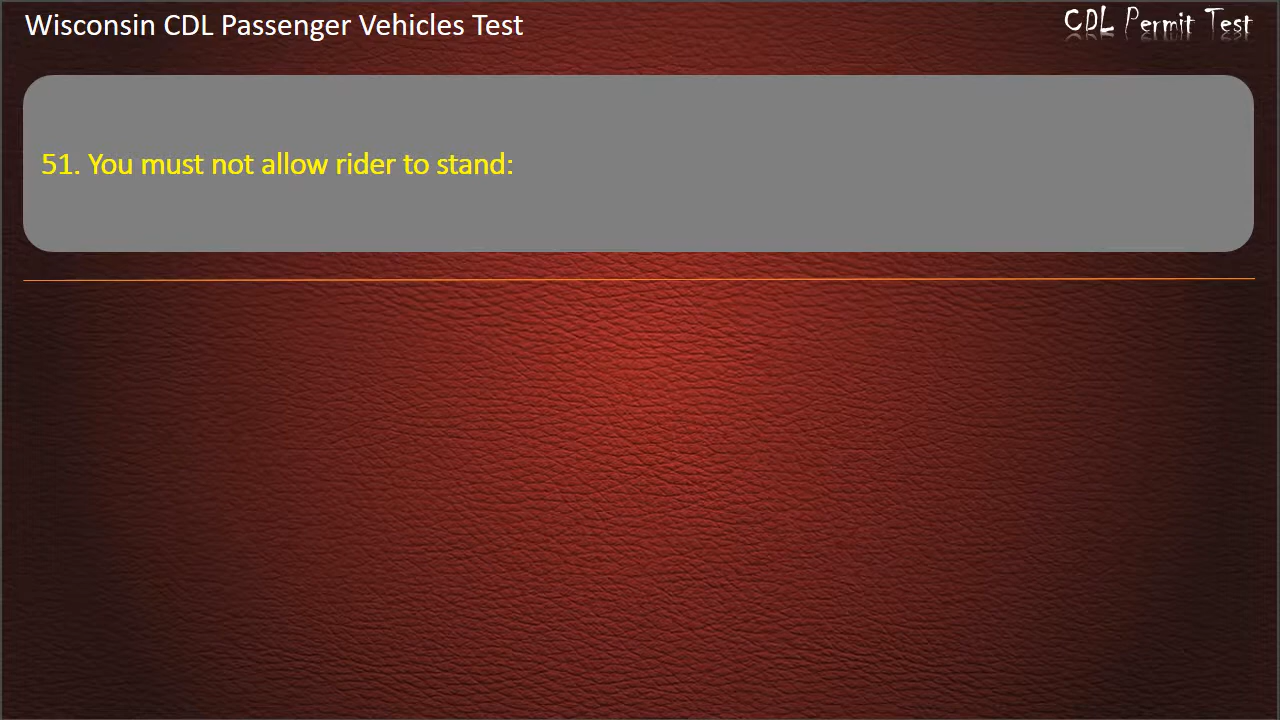 Wisconsin CDL Passenger Vehicles Test
CDL Permit Test
51. You must not allow rider to stand: